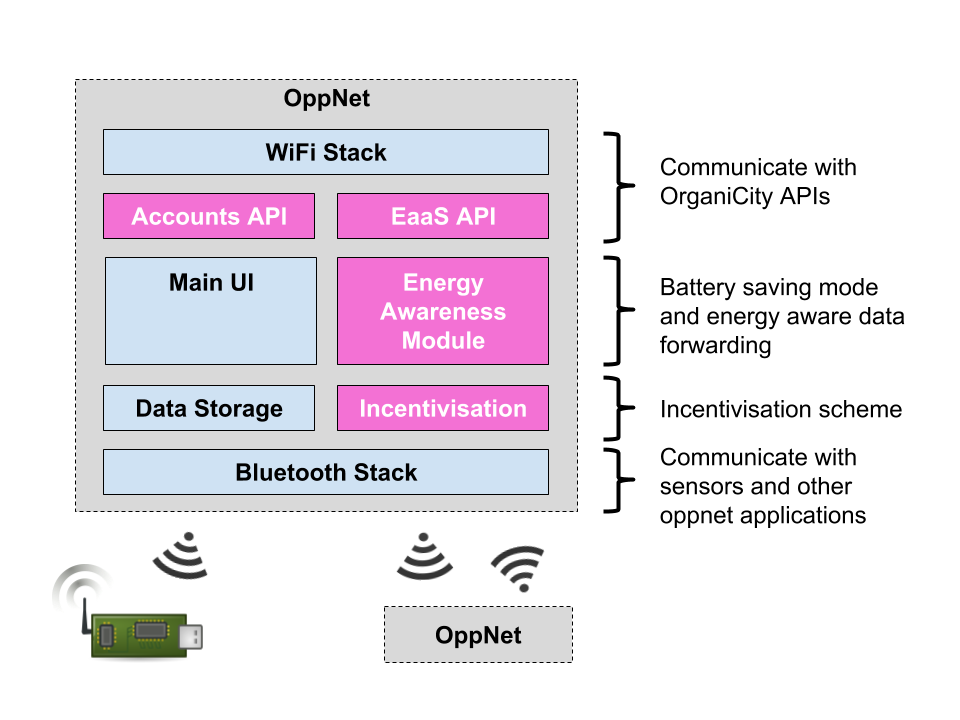 OppNet
WiFi Stack
Communicate with
OrganiCity APIs
Accounts API
EaaS API
Main UI
Energy
Awareness
Module
Battery saving mode
and energy aware data
forwarding
Data Storage
Incentivisation
Incentivisation scheme
Bluetooth Stack
Communicate with
sensors and other
oppnet applications
OppNet